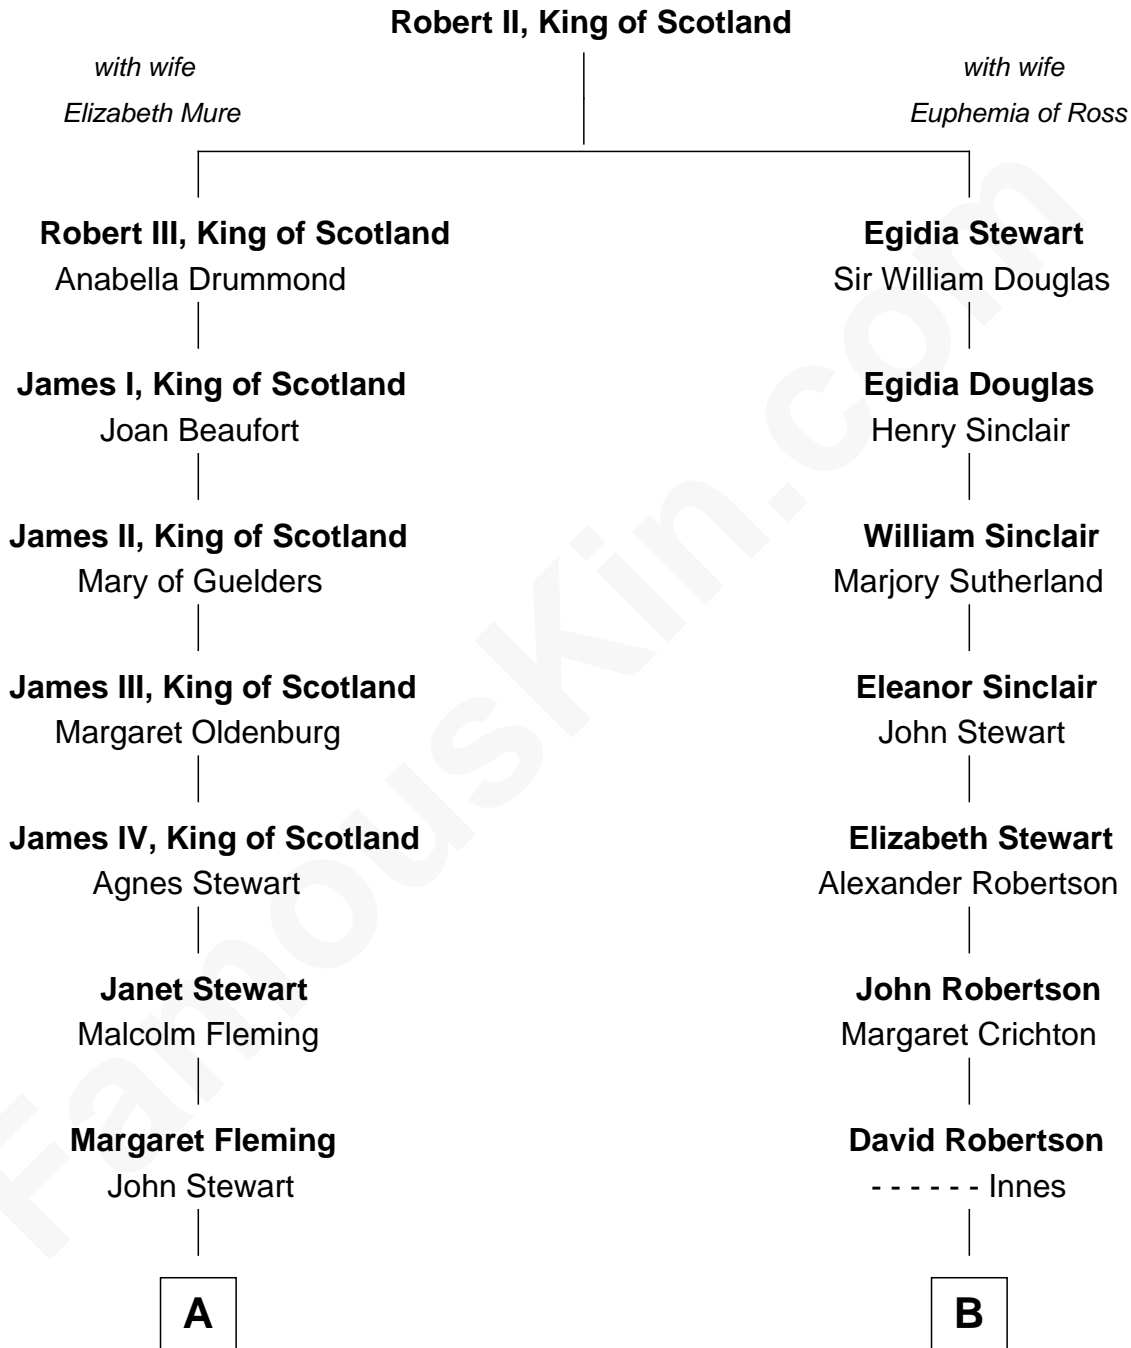 Robert II, King of Scotland
with wife
Elizabeth Mure
with wife
Euphemia of Ross
Robert III, King of Scotland
Anabella Drummond
Egidia Stewart
Sir William Douglas
James I, King of Scotland
Joan Beaufort
Egidia Douglas
Henry Sinclair
James II, King of Scotland
Mary of Guelders
William Sinclair
Marjory Sutherland
James III, King of Scotland
Margaret Oldenburg
Eleanor Sinclair
John Stewart
James IV, King of Scotland
Agnes Stewart
Elizabeth Stewart
Alexander Robertson
Janet Stewart
Malcolm Fleming
John Robertson
Margaret Crichton
Margaret Fleming
John Stewart
David Robertson
- - - - - - Innes
A
B
FamousKin.com